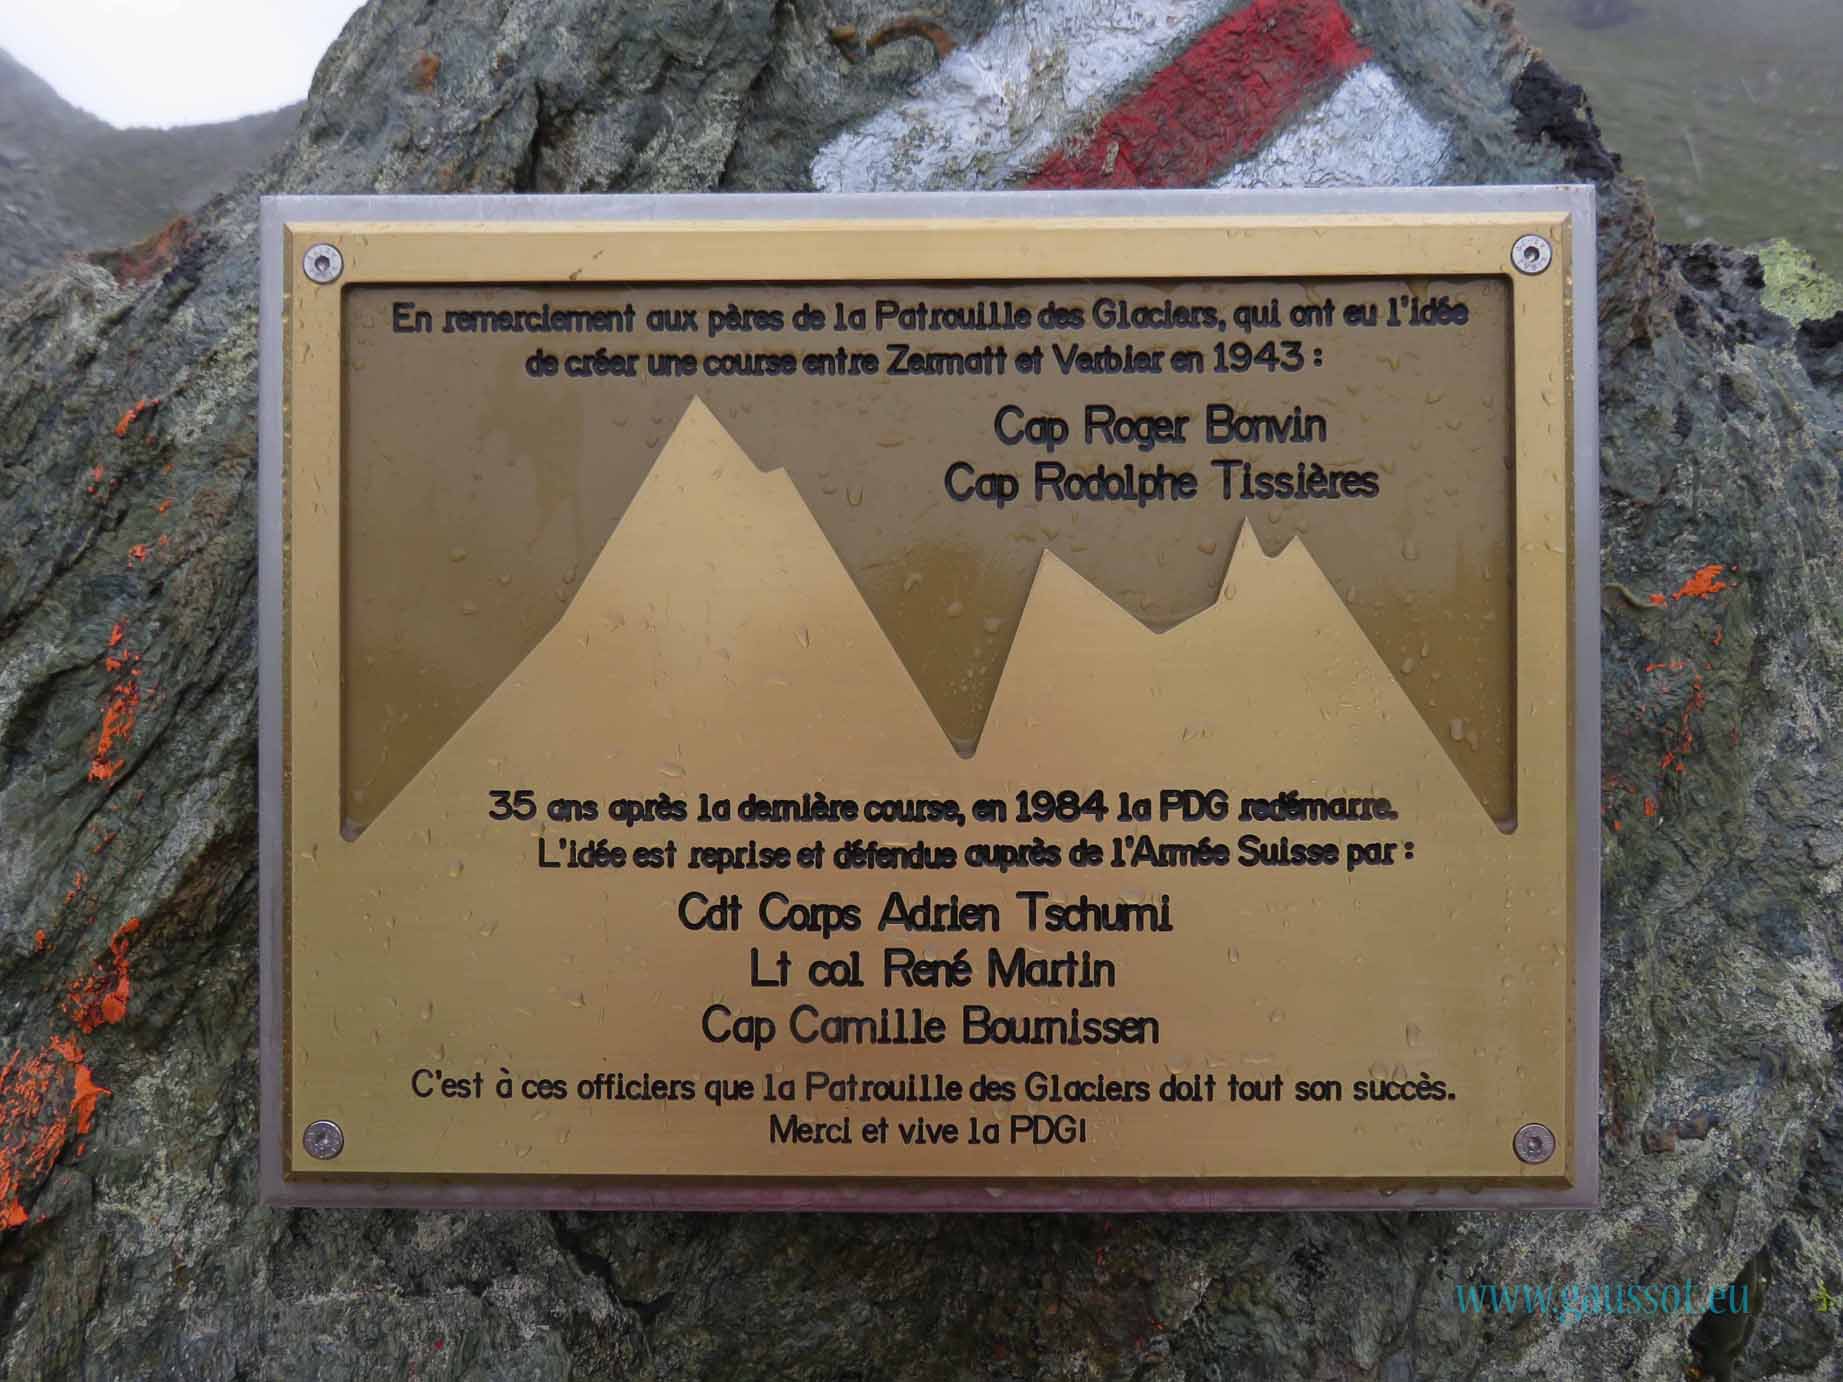 En remerciement aux pères de la Patrouille des Glaciers, qui ont eu l'idée
de créer une course entre Zermatt et Verbier en 1943 :
Cap Roger Bonvin
Cap Rodolphe Tissières
35 ans après la dernière course, en 1984 la PDG redémarre.
L'idée est reprise et défendue auprès de l'Armée Suisse par :
Cdt Corps Adrien Tschumi
Lt col René Martin
Cap Camille Bournissen
C'est à ces officiers que la Patrouille des Glaciers doit tout son succès.
Merci et vive la PDG!
www.gaussot.eu